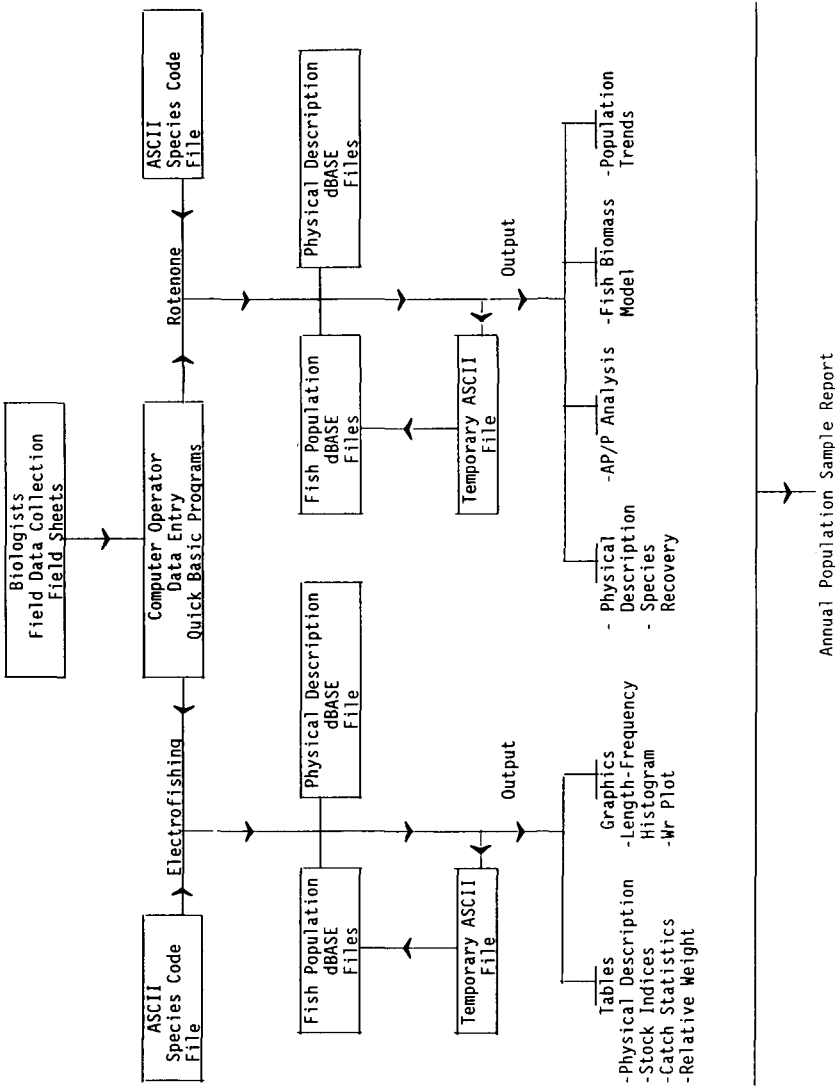 Biologists
Field Data Collection
Field Sheets
ASCII
Species Code
File
Electrofishing
Computer Operator
Data Entry
Quick Basic Programs
Rotenone
ASCII
Species Code
File
Fish Population
dBASE
Files
Physical Description
dBASE
File
Fish Population
dBASE
Files
Physical Description
dBASE
Files
Temporary ASCII
File
Output
Temporary ASCII
File
Output
Tables
-Physical Description
-Stock Indices
-Catch Statistics
-Relative Weight
Graphics
-Length-Frequency
Histogram
-Wr Plot
- Physical
Description
- Species
Recovery
-AP/P Analysis
-Fish Biomass
Model
-Population
Trends
Annual Population Sample Report